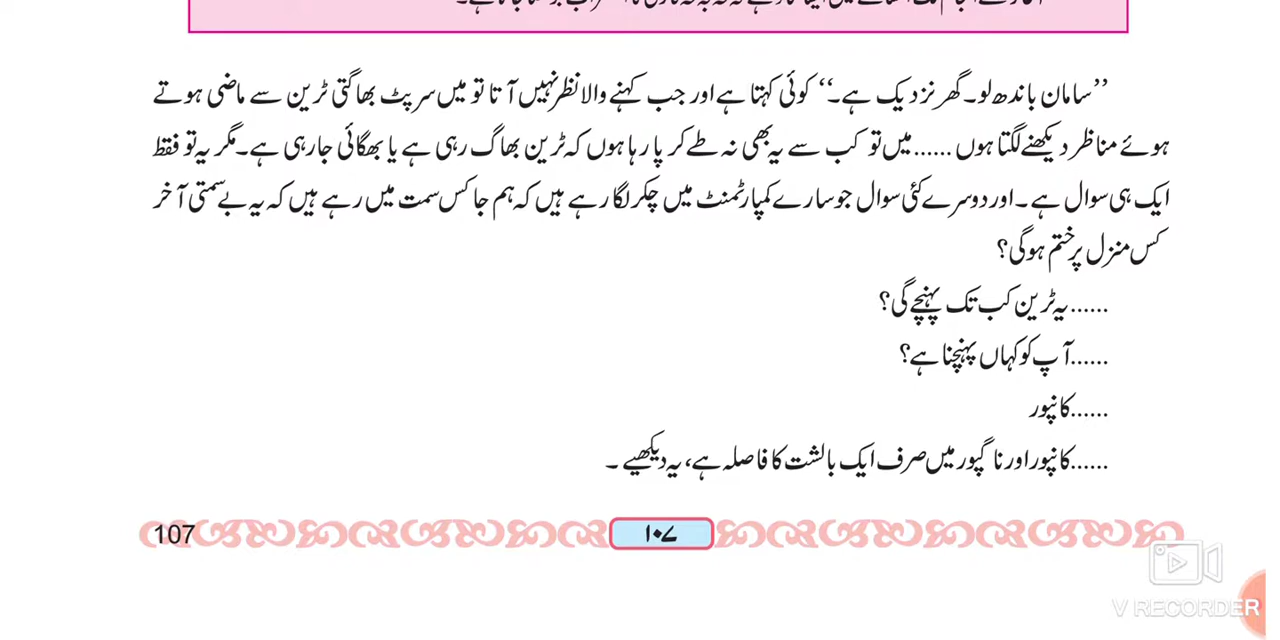 ’’سامان باندھ لو۔ گھر نزدیک ہے۔‘‘ کوئی کہتا ہے اور جب کہنے والا نظر نہیں آتا تو میں سرپٹ بھاگتی ٹرین سے ماضی ہوتے
ہوئے مناظر دیکھنے لگتا ہوں ...... میں تو کب سے یہ بھی نہ طے کر پا رہا ہوں کہ ٹرین بھاگ رہی ہے یا بھگائی جارہی ہے۔ مگر یہ تو فقط
ایک ہی سوال ہے۔ اور دوسرے کئی سوال جو سارے کمپارٹمنٹ میں چکر لگا رہے ہیں کہ ہم جا کس سمت میں رہے ہیں کہ یہ بے سمتی آخر
کس منزل پر ختم ہوگی؟
...... یہ ٹرین کب تک پہنچے گی؟
...... آپ کو کہاں پہنچنا ہے؟
...... کانپور
...... کانپور اور ناگپور میں صرف ایک بالشت کا فاصلہ ہے، یہ دیکھیے ۔
107
۱۰۷
V RECORDER